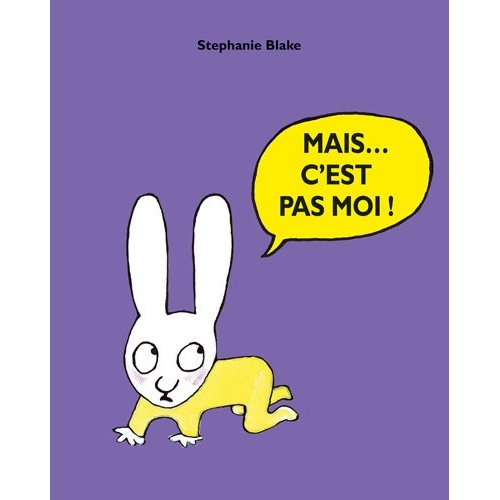 Stephanie Blake
MAIS...
C'EST
PAS MOI !